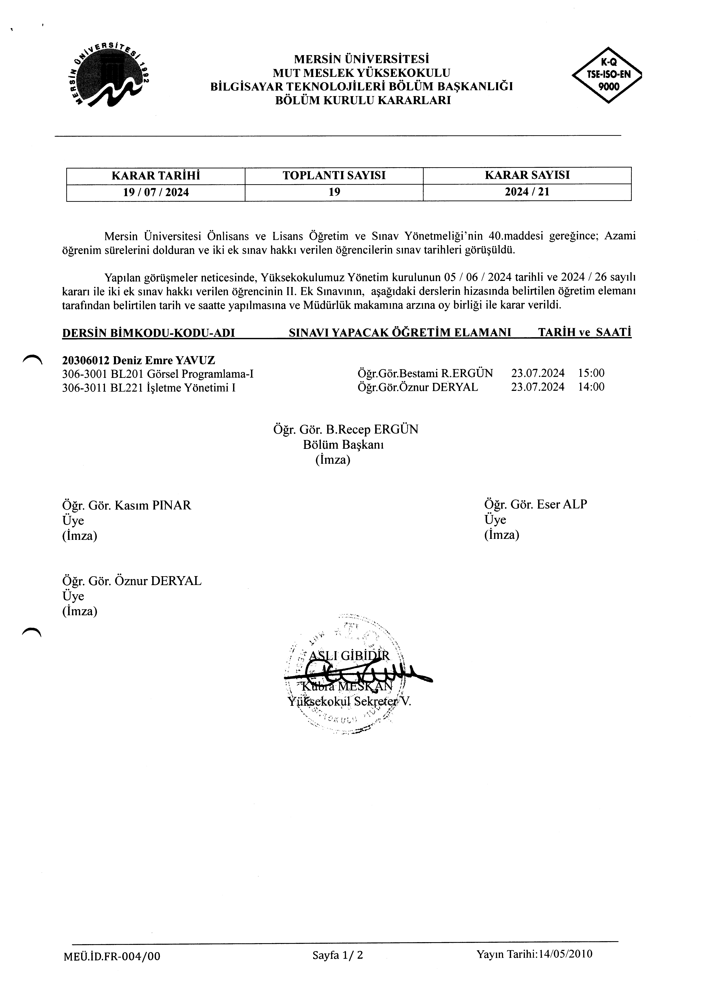 MERSİN ÜNİVERSİTESİ 1992
MERSİN ÜNİVERSİTESİ
MUT MESLEK YÜKSEKOKULU
BİLGİSAYAR TEKNOLOJİLERİ BÖLÜM BAŞKANLIĞI
BÖLÜM KURULU KARARLARI
K-Q
TSE-ISO-EN
9000
KARAR TARİHİ TOPLANTI SAYISI KARAR SAYISI
19 / 07 / 2024 19 2024 / 21
Mersin Üniversitesi Önlisans ve Lisans Öğretim ve Sınav Yönetmeliği’nin 40.maddesi gereğince; Azami
öğrenim sürelerini dolduran ve iki ek sınav hakkı verilen öğrencilerin sınav tarihleri görüşüldü.
Yapılan görüşmeler neticesinde, Yüksekokulumuz Yönetim kurulunun 05 / 06 / 2024 tarihli ve 2024 / 26 sayılı
kararı ile iki ek sınav hakkı verilen öğrencinin II. Ek Sınavının, aşağıdaki derslerin hizasında belirtilen öğretim elemanı
tarafından belirtilen tarih ve saatte yapılmasına ve Müdürlük makamına arzına oy birliği ile karar verildi.
DERSİN BİMKODU-KODU-ADI SINAVI YAPACAK ÖĞRETİM ELAMANI TARİH ve SAATİ
20306012 Deniz Emre YAVUZ
306-3001 BL201 Görsel Programlama-I Öğr.Gör.Bestami R.ERGÜN 23.07.2024 15:00
306-3011 BL221 İşletme Yönetimi I Öğr.Gör.Öznur DERYAL 23.07.2024 14:00
Öğr. Gör. B.Recep ERGÜN
Bölüm Başkanı
(İmza)
Öğr. Gör. Kasım PINAR Öğr. Gör. Eser ALP
Üye Üye
(İmza) (İmza)
Öğr. Gör. Öznur DERYAL
Üye
(İmza)
T.C.
MUT
ASLI GİBİDİR
Kübra MESKAN
Yüksekokul Sekreter V.
MEÜ.İD.FR-004/00 Sayfa 1/ 2 Yayın Tarihi:14/05/2010